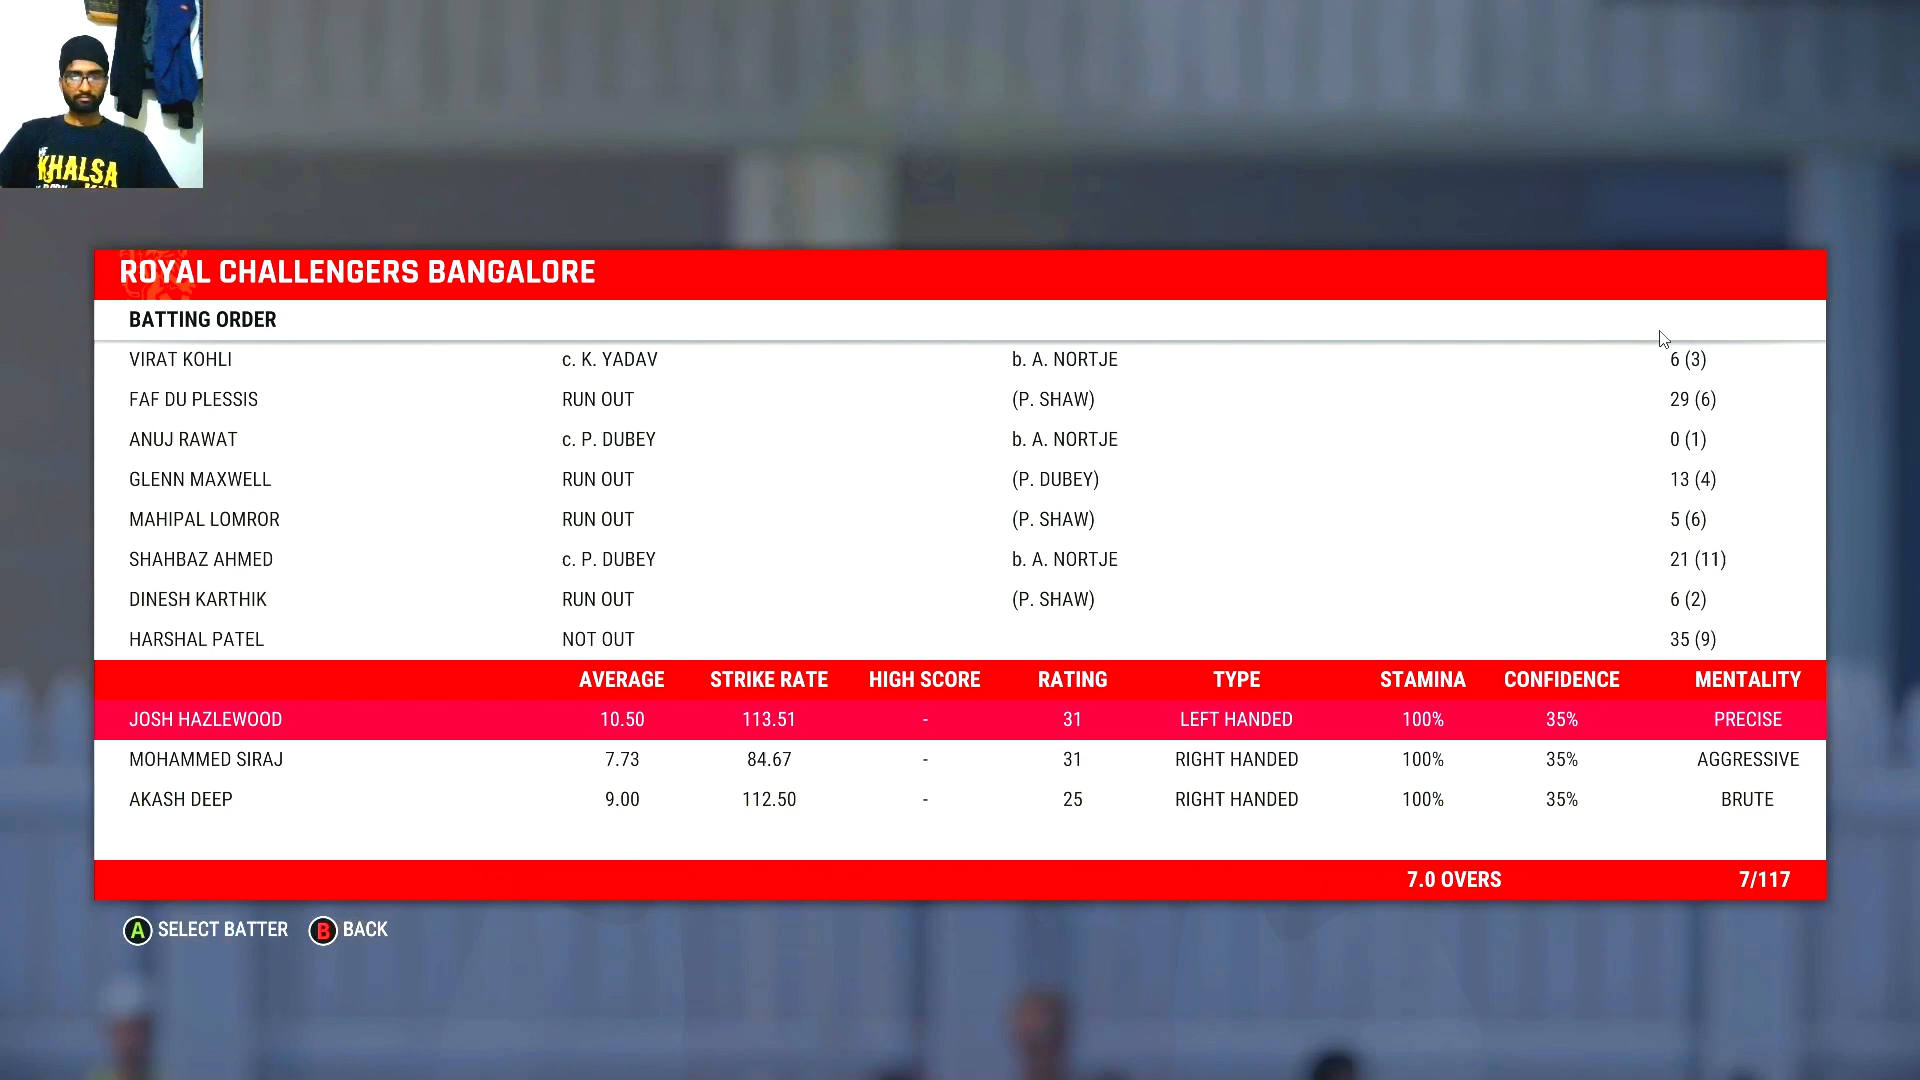 KHALSA
ROYAL CHALLENGERS BANGALORE
BATTING ORDER
VIRAT KOHLI c. K. YADAV b. A. NORTJE 6 (3)
FAF DU PLESSIS RUN OUT (P. SHAW) 29 (6)
ANUJ RAWAT c. P. DUBEY b. A. NORTJE 0 (1)
GLENN MAXWELL RUN OUT (P. DUBEY) 13 (4)
MAHIPAL LOMROR RUN OUT (P. SHAW) 5 (6)
SHAHBAZ AHMED c. P. DUBEY b. A. NORTJE 21 (11)
DINESH KARTHIK RUN OUT (P. SHAW) 6 (2)
HARSHAL PATEL NOT OUT 35 (9)
AVERAGE STRIKE RATE HIGH SCORE RATING TYPE STAMINA CONFIDENCE MENTALITY
JOSH HAZLEWOOD 10.50 113.51 - 31 LEFT HANDED 100% 35% PRECISE
MOHAMMED SIRAJ 7.73 84.67 - 31 RIGHT HANDED 100% 35% AGGRESSIVE
AKASH DEEP 9.00 112.50 - 25 RIGHT HANDED 100% 35% BRUTE
7.0 OVERS 7/117
A SELECT BATTER B BACK